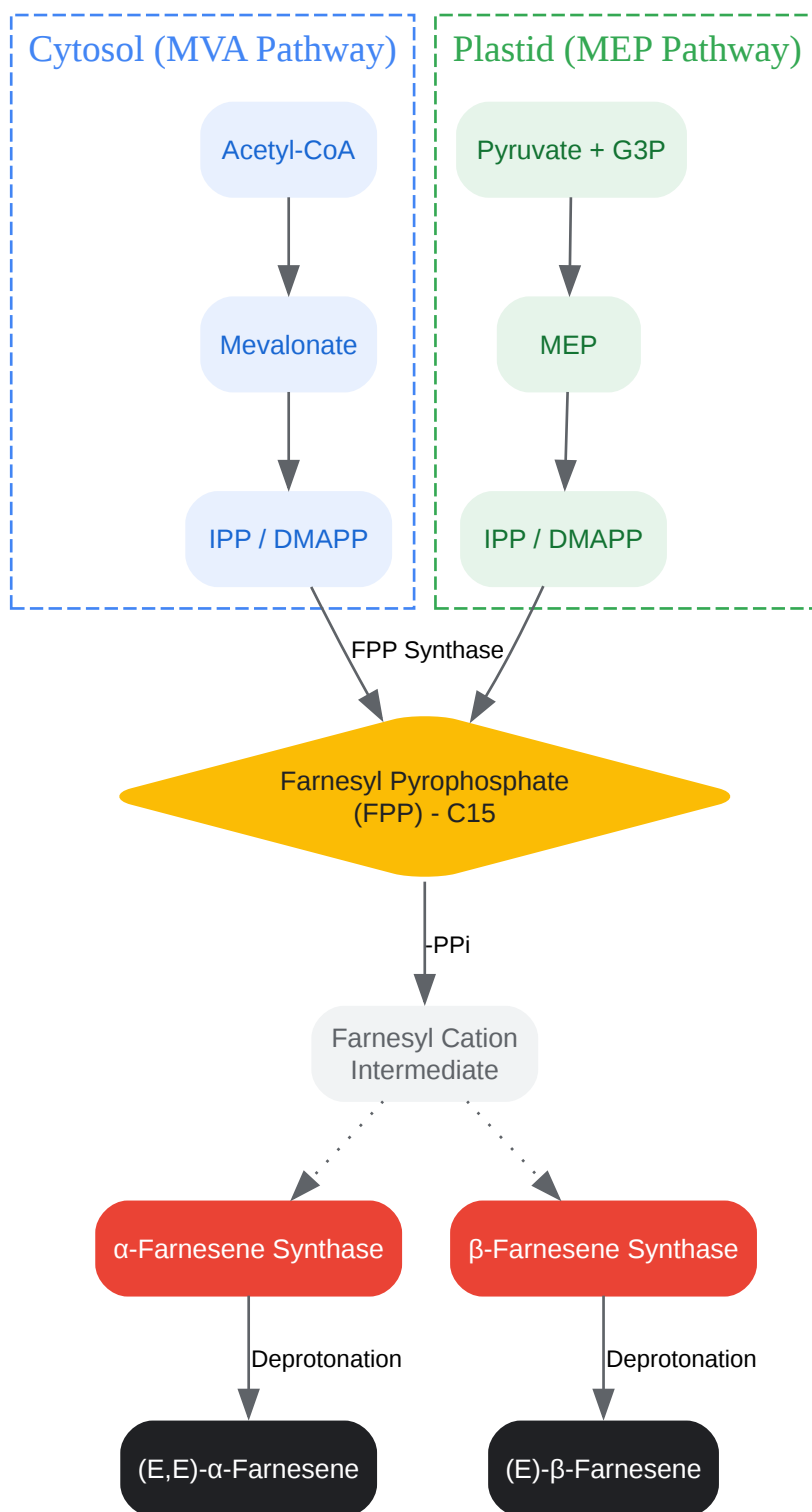 Cytosol (MVA Pathway)
Plastid (MEP Pathway)
Acetyl-CoA
Pyruvate + G3P
Mevalonate
MEP
IPP / DMAPP
IPP / DMAPP
FPP Synthase
Farnesyl Pyrophosphate
(FPP) - C15
-PPi
Farnesyl Cation
Intermediate
α-Farnesene Synthase
β-Farnesene Synthase
Deprotonation
Deprotonation
(E,E)-α-Farnesene
(E)-β-Farnesene